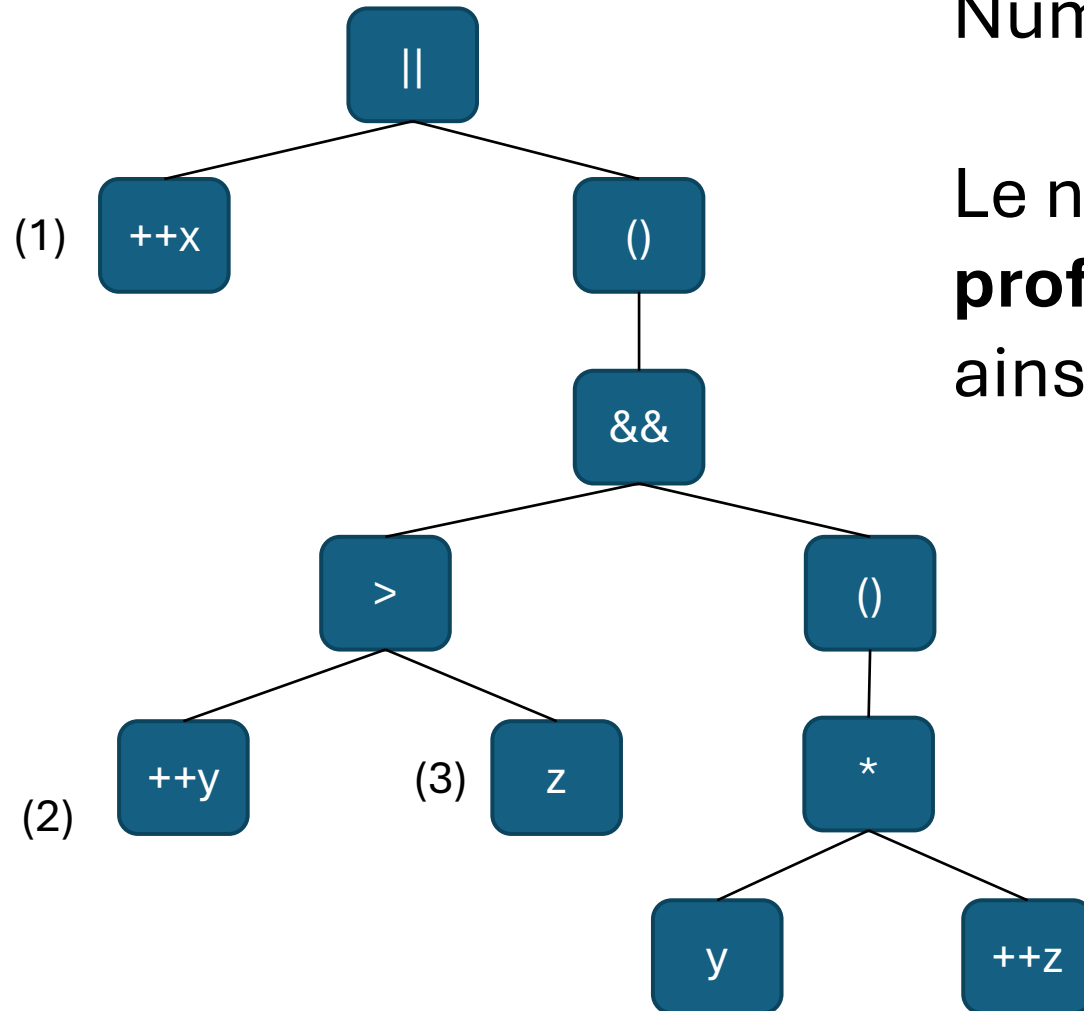 Num
||
(1) ++x ()
Le n
prof
ains
&&
> ()
(2) ++y (3) z *
y ++z